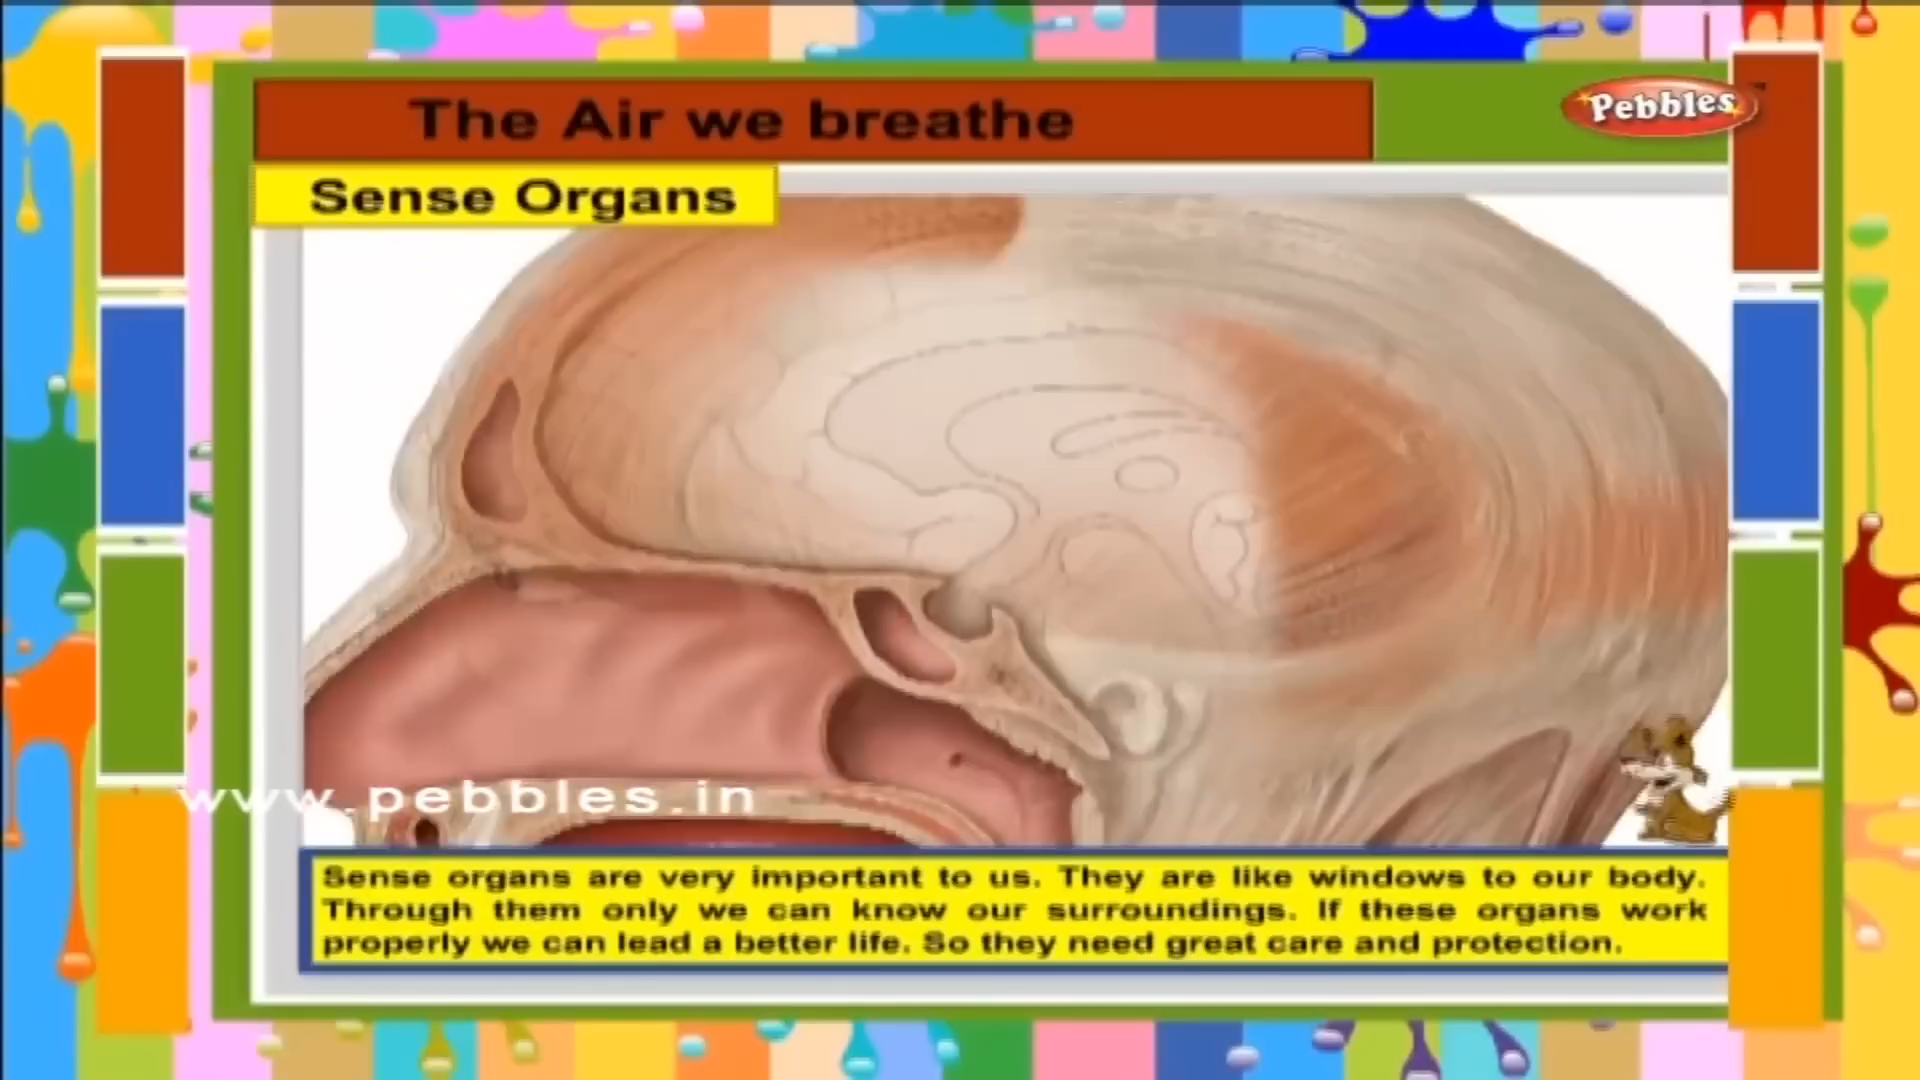 The Air we breathe
Pebbles
Sense Organs
www.pebbles.in
Sense organs are very important to us. They are like windows to our body.
Through them only we can know our surroundings. If these organs work
properly we can lead a better life. So they need great care and protection.